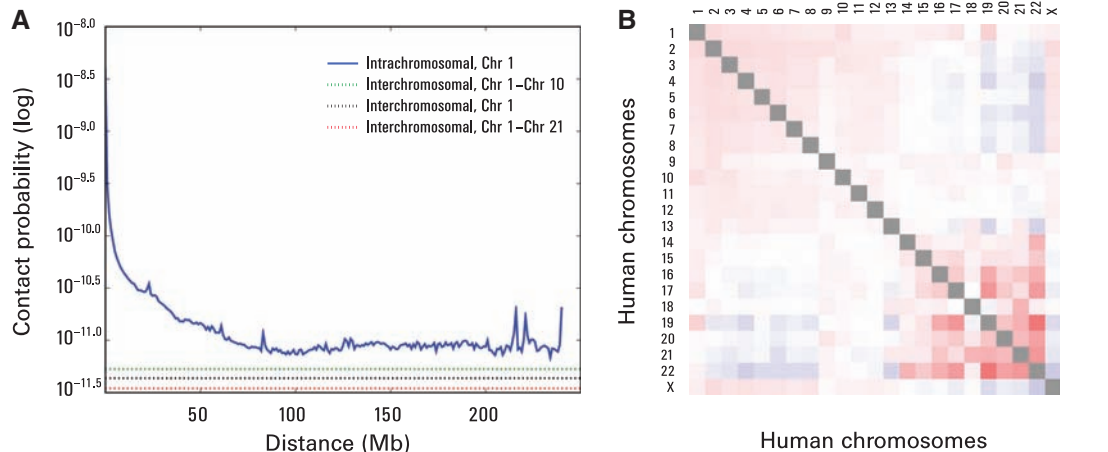 A
Contact probability (log)
10−8.0
10−8.5
10−9.0
10−9.5
10−10.0
10−10.5
10−11.0
10−11.5
Intrachromosomal, Chr 1
Interchromosomal, Chr 1–Chr 10
Interchromosomal, Chr 1
Interchromosomal, Chr 1–Chr 21
50 100 150 200
Distance (Mb)
B
1 2 3 4 5 6 7 8 9 10 11 12 13 14 15 16 17 18 19 20 21 22 X
Human chromosomes
1
2
3
4
5
6
7
8
9
10
11
12
13
14
15
16
17
18
19
20
21
22
X
Human chromosomes